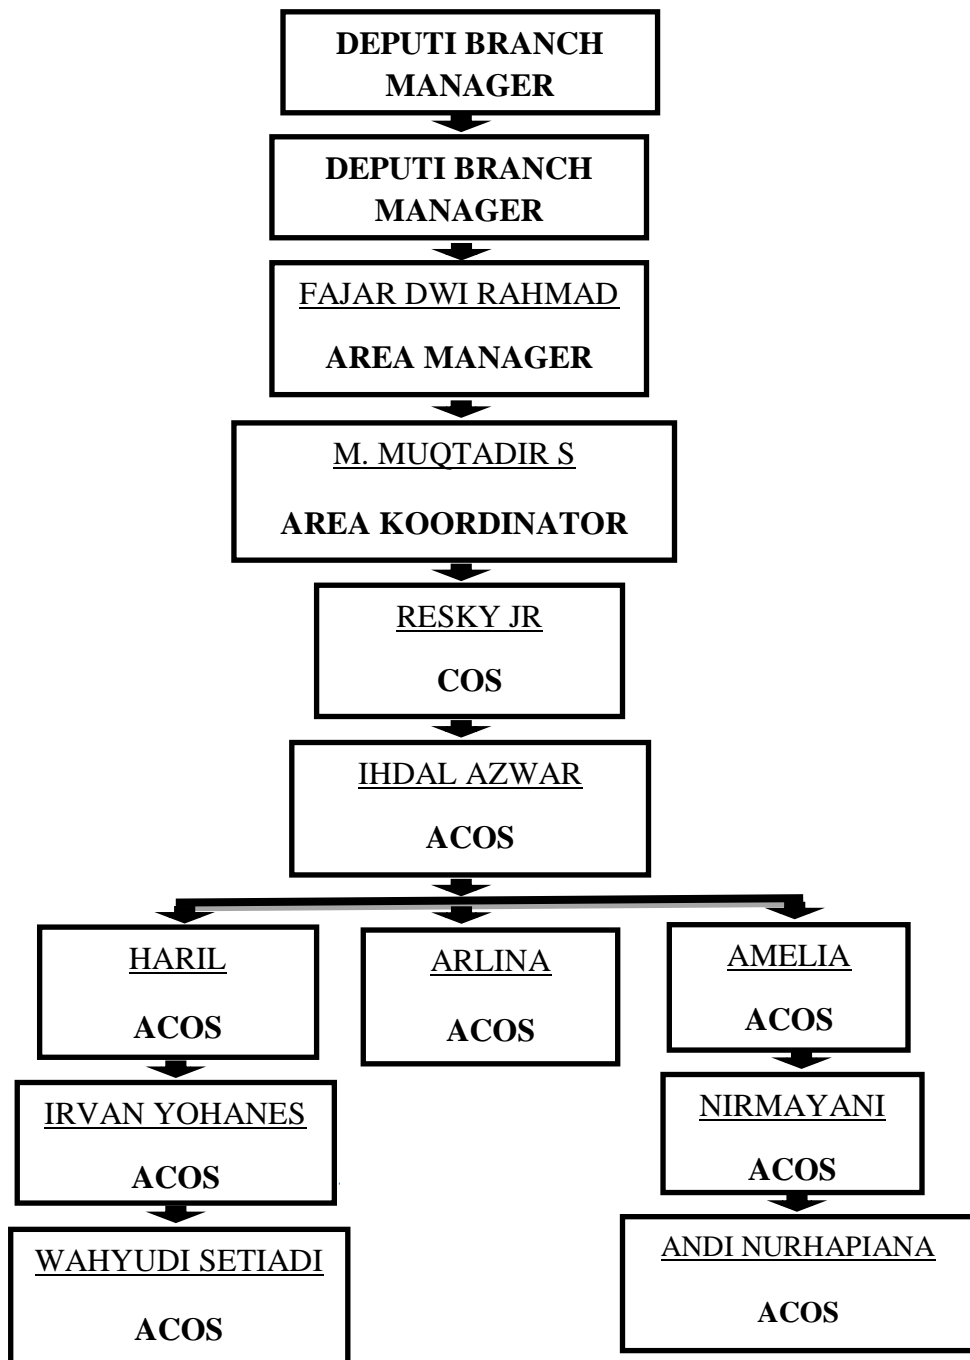 DEPUTI BRANCH
MANAGER
DEPUTI BRANCH
MANAGER
FAJAR DWI RAHMAD
AREA MANAGER
M. MUQTADIR S
AREA KOORDINATOR
RESKY JR
COS
IHDAL AZWAR
ACOS
HARIL
ACOS
ARLINA
ACOS
AMELIA
ACOS
IRVAN YOHANES
ACOS
NIRMAYANI
ACOS
WAHYUDI SETIADI
ACOS
ANDI NURHAPIANA
ACOS